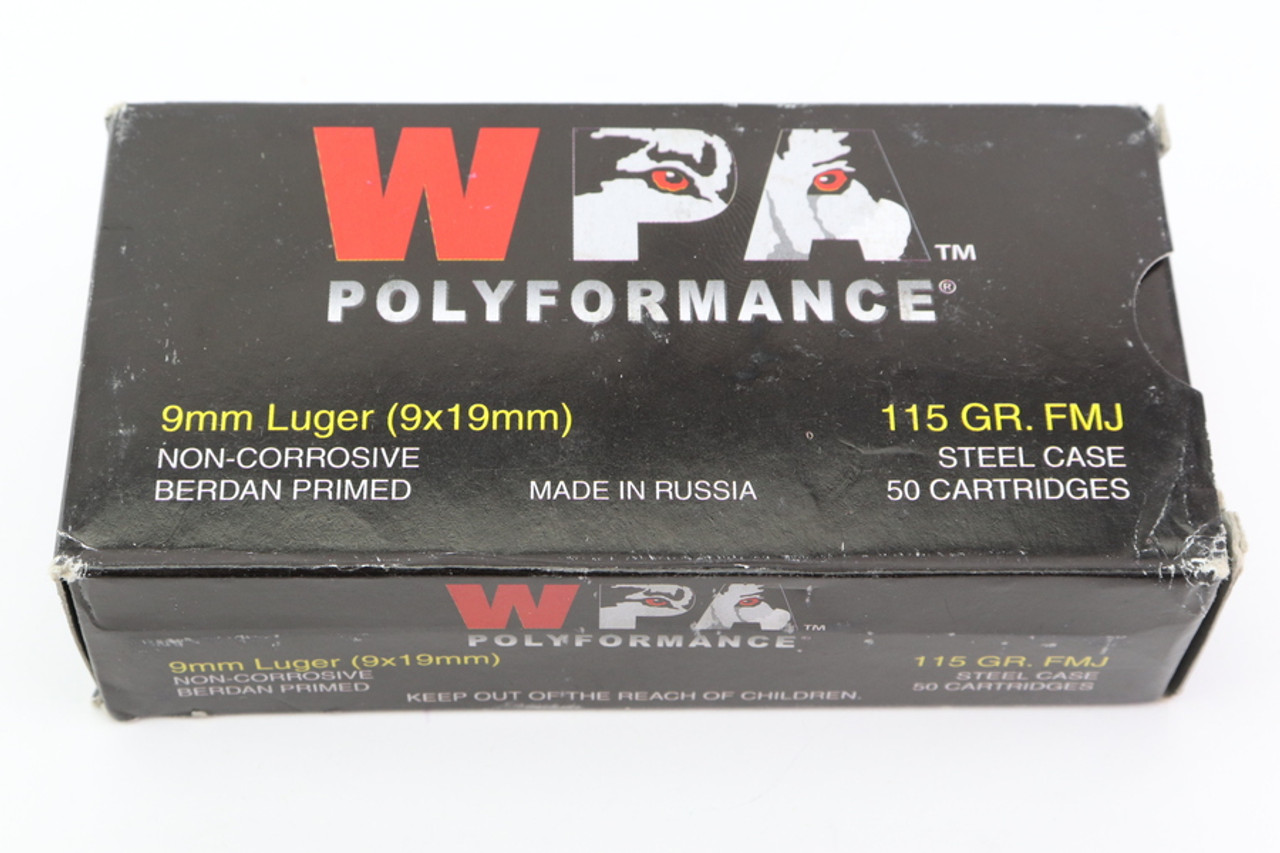 WPA™
POLYFORMANCE®
9mm Luger (9x19mm) 115 GR. FMJ
NON-CORROSIVE STEEL CASE
BERDAN PRIMED MADE IN RUSSIA 50 CARTRIDGES
WPA™
POLYFORMANCE
9mm Luger (9x19mm) 115 GR. FMJ
NON-CORROSIVE STEEL CASE
BERDAN PRIMED KEEP OUT OF THE REACH OF CHILDREN. 50 CARTRIDGES